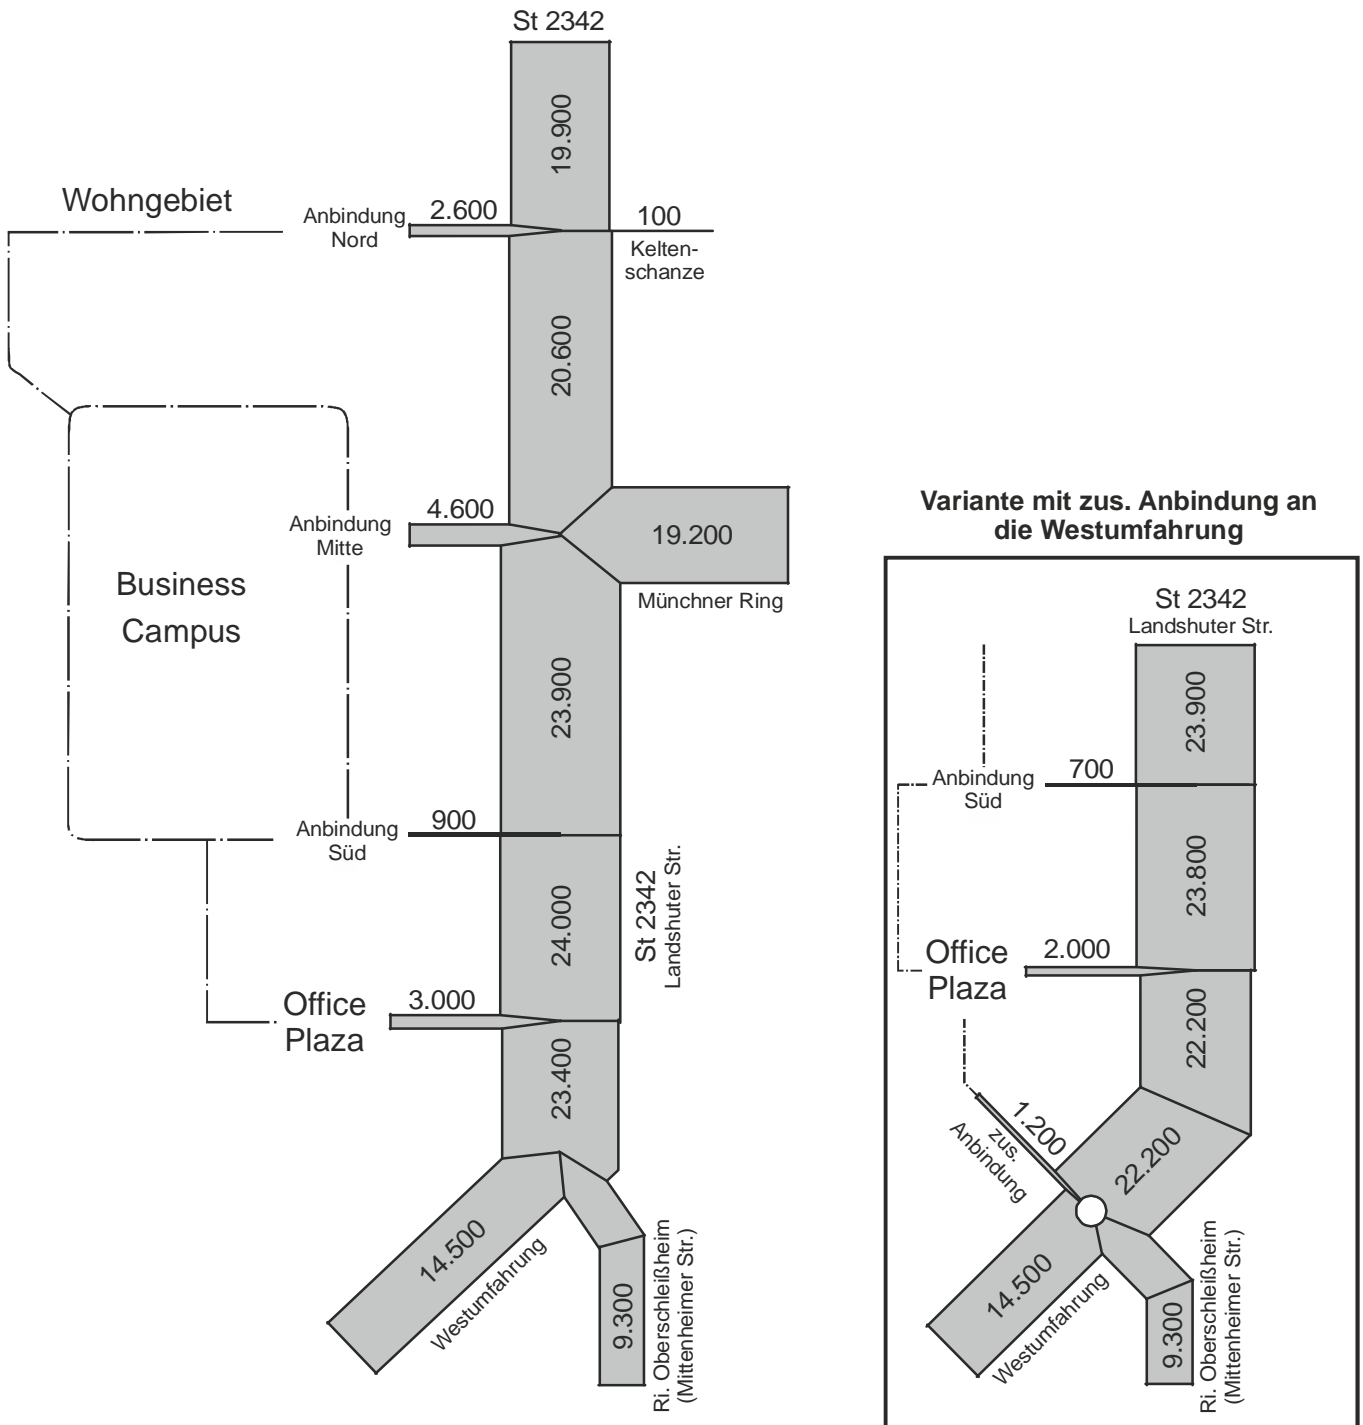 St 2342
19.900
Wohngebiet
Anbindung
Nord
2.600
100
Kelten-
schanze
20.600
Anbindung
Mitte
4.600
19.200
Münchner Ring
Business
Campus
23.900
Anbindung
Süd
900
24.000
St 2342
Landshuter Str.
Office
Plaza
3.000
23.400
14.500
Westumfahrung
9.300
Ri. Oberschleißheim
(Mittenheimer Str.)
Variante mit zus. Anbindung an
die Westumfahrung
St 2342
Landshuter Str.
23.900
Anbindung
Süd
700
23.800
Office
Plaza
2.000
22.200
1.200
zus.
Anbindung
22.200
14.500
Westumfahrung
9.300
Ri. Oberschleißheim
(Mittenheimer Str.)